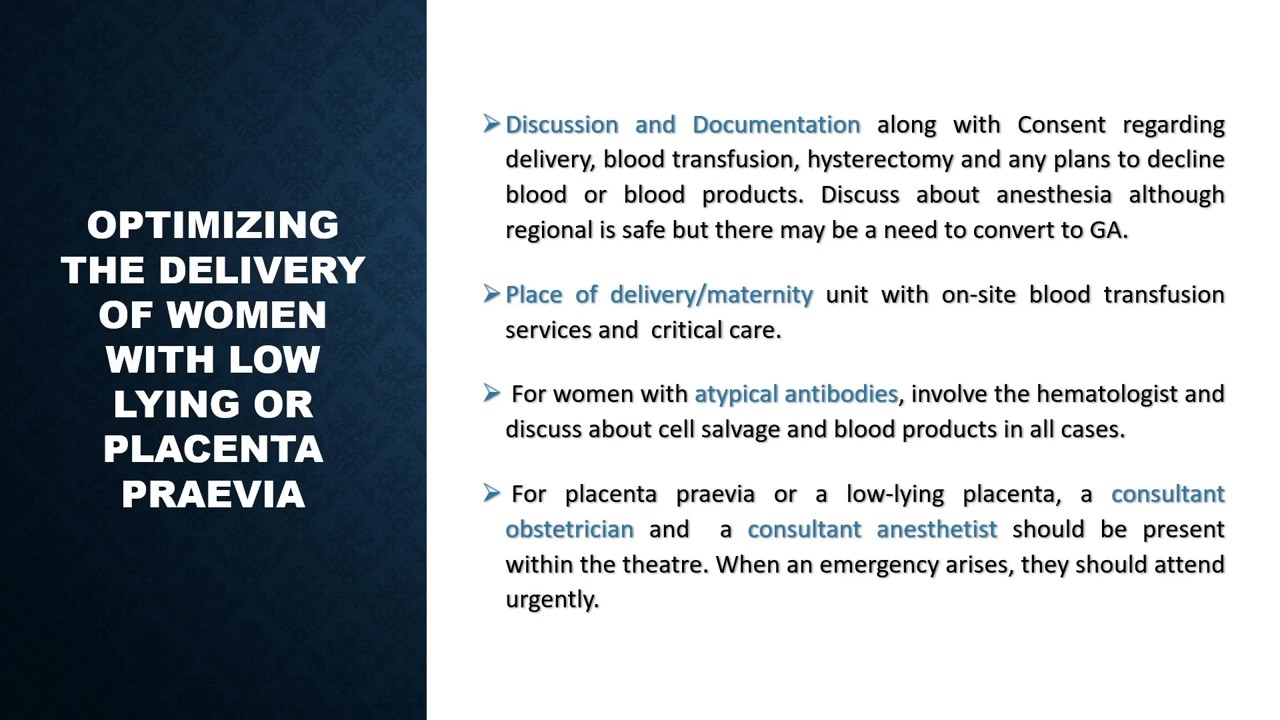 OPTIMIZING
THE DELIVERY
OF WOMEN
WITH LOW
LYING OR
PLACENTA
PRAEVIA
Discussion and Documentation along with Consent regarding
delivery, blood transfusion, hysterectomy and any plans to decline
blood or blood products. Discuss about anesthesia although
regional is safe but there may be a need to convert to GA.
Place of delivery/maternity unit with on-site blood transfusion
services and critical care.
For women with atypical antibodies, involve the hematologist and
discuss about cell salvage and blood products in all cases.
For placenta praevia or a low-lying placenta, a consultant
obstetrician and a consultant anesthetist should be present
within the theatre. When an emergency arises, they should attend
urgently.